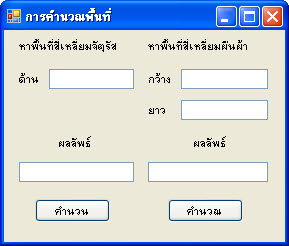 การคำนวณพื้นที่
หาพื้นที่สี่เหลี่ยมจัตุรัส
หาพื้นที่สี่เหลี่ยมผืนผ้า
ด้าน
กว้าง
ยาว
ผลลัพธ์
ผลลัพธ์
คำนวน
คำนวณ